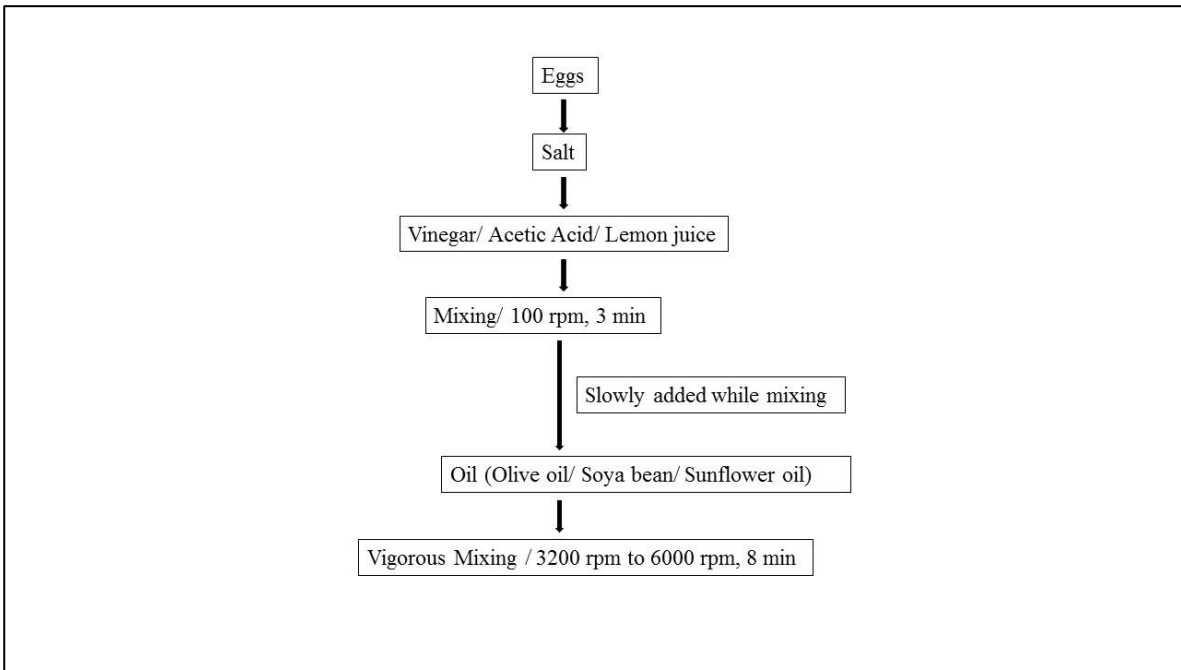 Eggs
Salt
Vinegar/ Acetic Acid/ Lemon juice
Mixing/ 100 rpm, 3 min
Slowly added while mixing
Oil (Olive oil/ Soya bean/ Sunflower oil)
Vigorous Mixing / 3200 rpm to 6000 rpm, 8 min